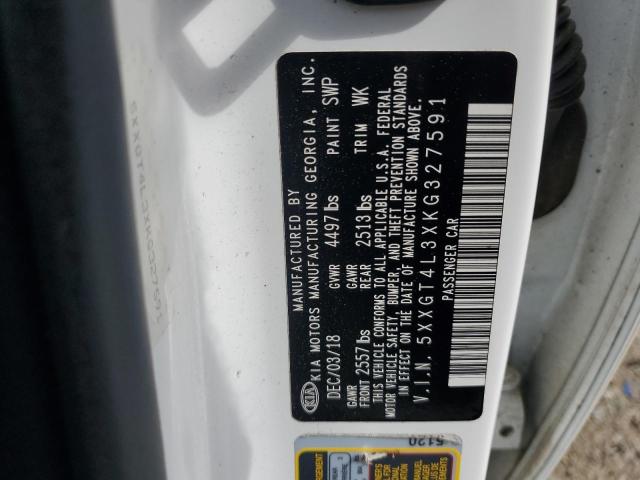 MANUFACTURED BY
KIA KIA MOTORS MANUFACTURING GEORGIA, INC.
DEC/03/18 GVWR 4497lbs PAINT SWP
GAWR FRONT 2557lbs GAWR REAR 2513lbs TRIM WK
THIS VEHICLE CONFORMS TO ALL APPLICABLE U.S.A. FEDERAL
MOTOR VEHICLE SAFETY, BUMPER, AND THEFT PREVENTION STANDARDS
IN EFFECT ON THE DATE OF MANUFACTURE SHOWN ABOVE.
V.I.N. 5XXGT4L3XKG327591
PASSENGER CAR
5120